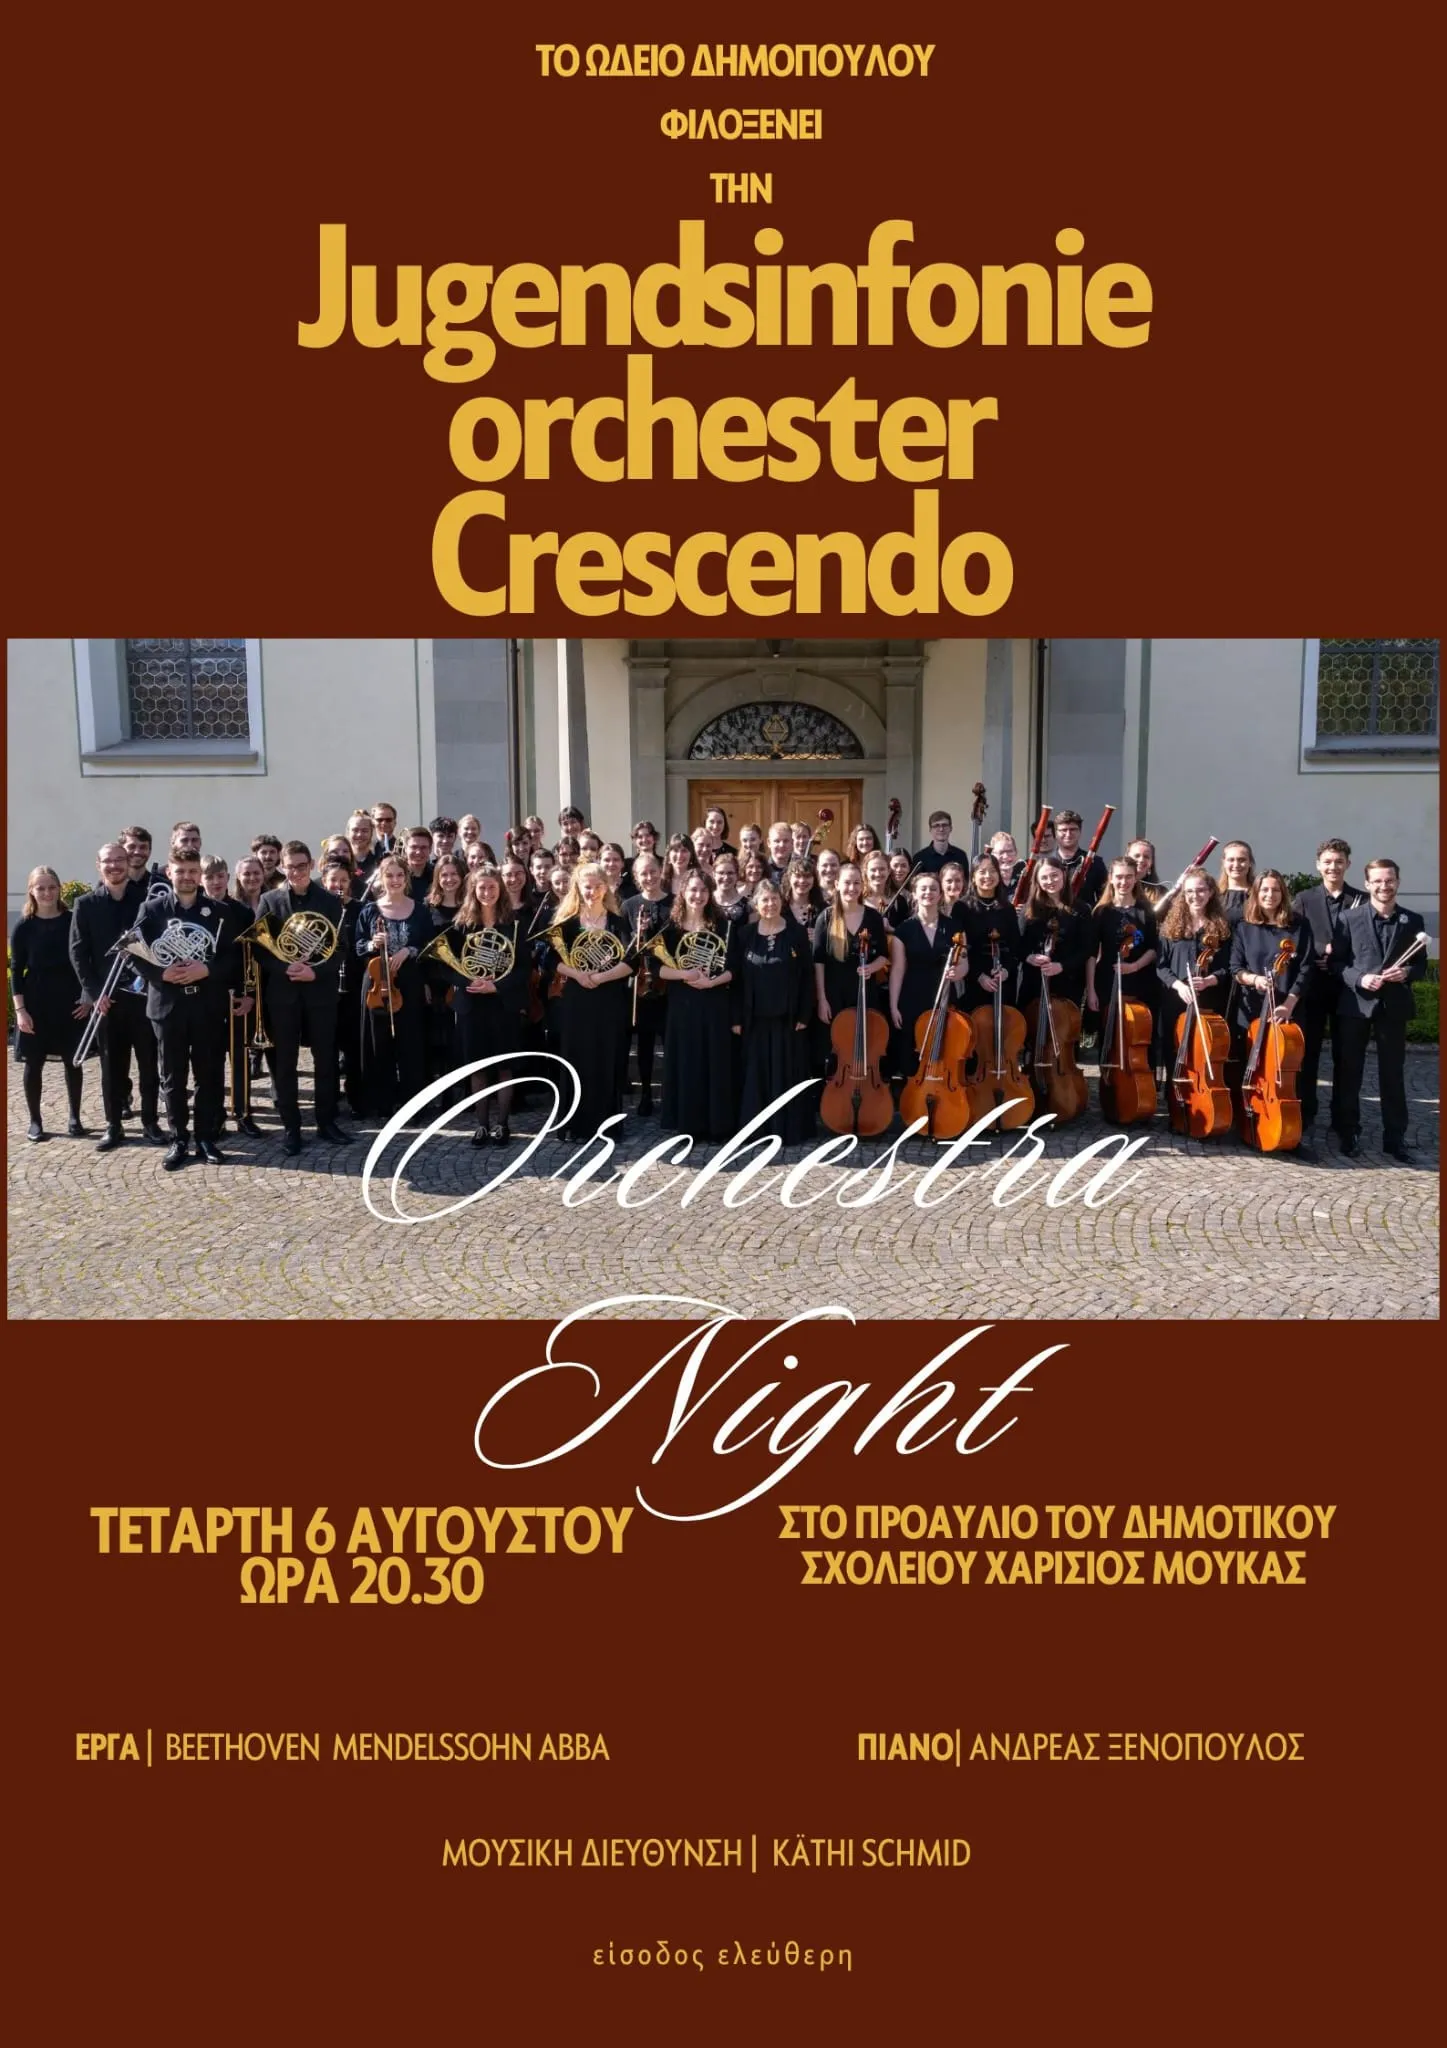 ΤΟ ΩΔΕΙΟ ΔΗΜΟΠΟΥΛΟΥ
ΦΙΛΟΞΕΝΕΙ
ΤΗΝ
Jugendsinfonie
orchester
Crescendo
Orchestra
Night
ΤΕΤΑΡΤΗ 6 ΑΥΓΟΥΣΤΟΥ
ΩΡΑ 20.30
ΣΤΟ ΠΡΟΑΥΛΙΟ ΤΟΥ ΔΗΜΟΤΙΚΟΥ
ΣΧΟΛΕΙΟΥ ΧΑΡΙΣΙΟΣ ΜΟΥΚΑΣ
ΕΡΓΑ| BEETHOVEN MENDELSSOHN ABBA
ΠΙΑΝΟ| ΑΝΔΡΕΑΣ ΞΕΝΟΠΟΥΛΟΣ
ΜΟΥΣΙΚΗ ΔΙΕΥΘΥΝΣΗ| KÄTHI SCHMID
είσοδος ελεύθερη